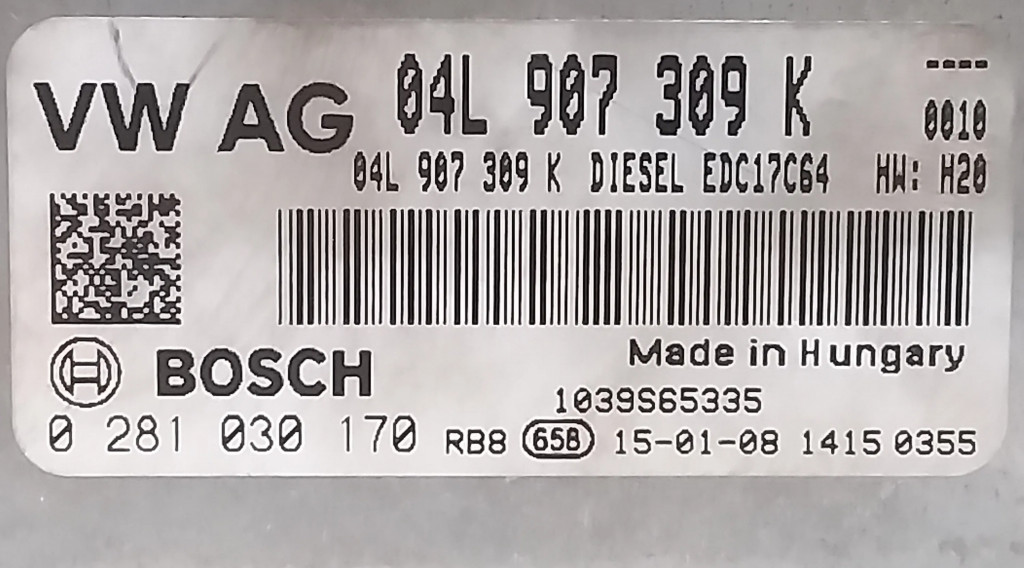 VW AG 04L 907 309 K ----
0010
04L 907 309 K DIESEL EDC17C64 HW: H20
Made in Hungary
BOSCH
1039S65335
0 281 030 170 RB8 658 15-01-08 1415 0355